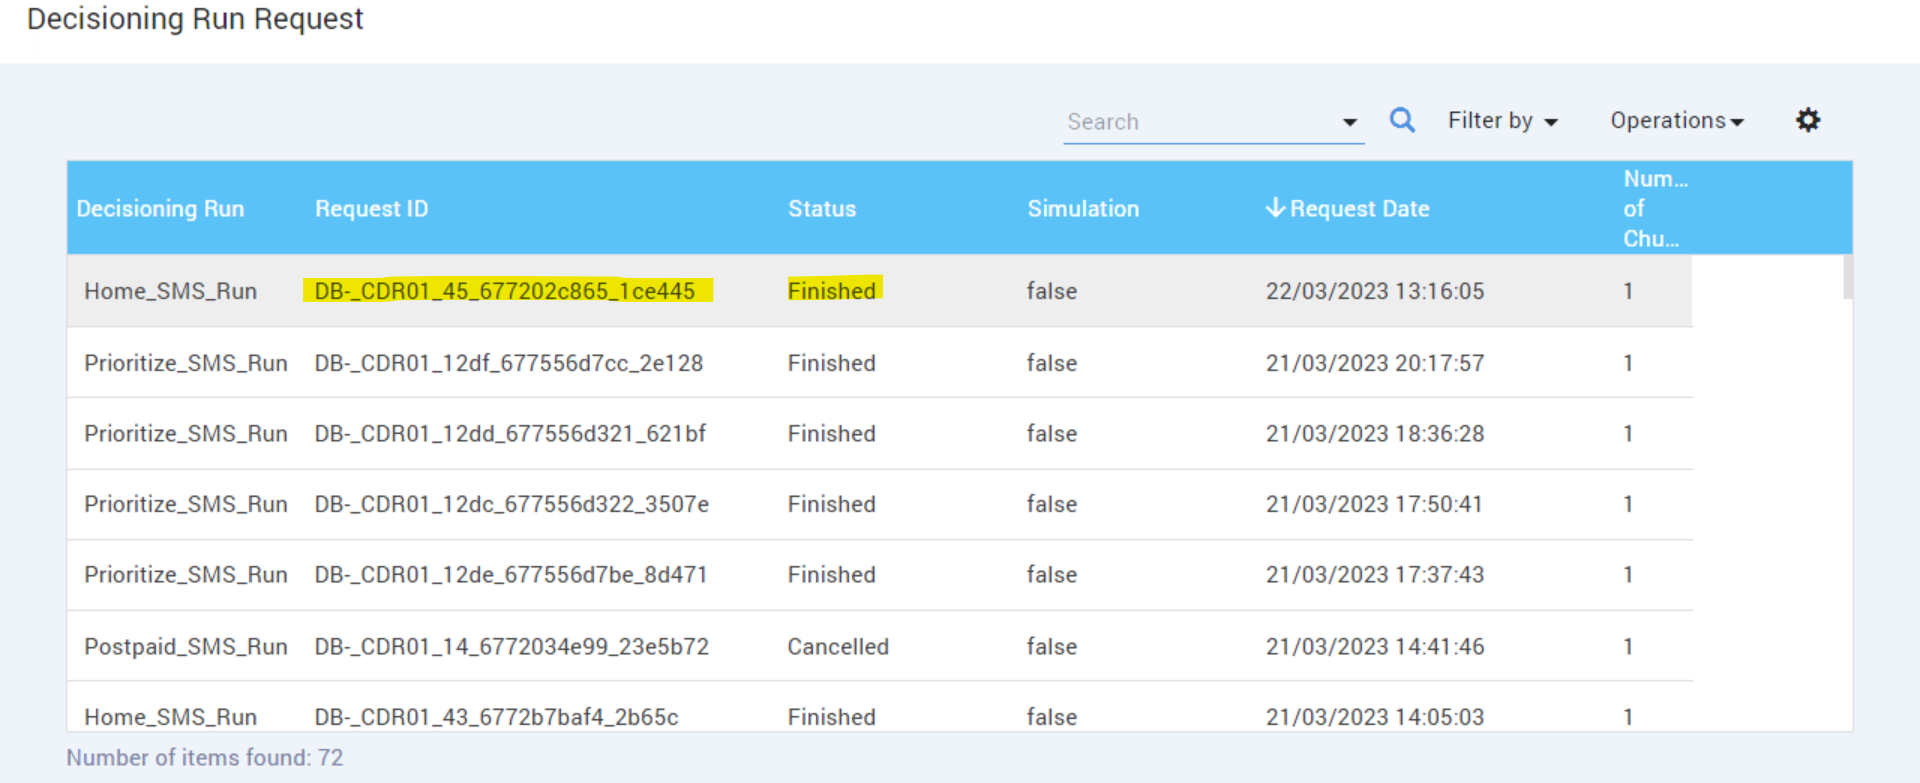 Decisioning Run Request
Search Filter by Operations
Decisioning Run Request ID Status Simulation Request Date Num... of Chu...
Home_SMS_Run DB-_CDR01_45_677202c865_1ce445 Finished false 22/03/2023 13:16:05 1
Prioritize_SMS_Run DB-_CDR01_12df_677556d7cc_2e128 Finished false 21/03/2023 20:17:57 1
Prioritize_SMS_Run DB-_CDR01_12dd_677556d321_621bf Finished false 21/03/2023 18:36:28 1
Prioritize_SMS_Run DB-_CDR01_12dc_677556d322_3507e Finished false 21/03/2023 17:50:41 1
Prioritize_SMS_Run DB-_CDR01_12de_677556d7be_8d471 Finished false 21/03/2023 17:37:43 1
Postpaid_SMS_Run DB-_CDR01_14_6772034e99_23e5b72 Cancelled false 21/03/2023 14:41:46 1
Home_SMS_Run DB-_CDR01_43_6772b7baf4_2b65c Finished false 21/03/2023 14:05:03 1
Number of items found: 72